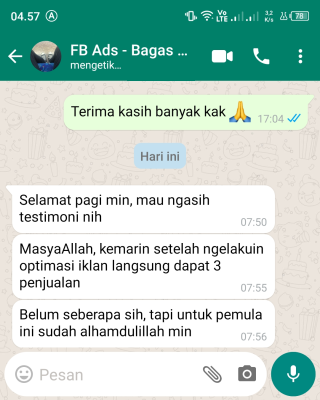 04.57 A Vo LTE 3,2 K/s 78
FB Ads - Bagas ...
mengetik...
Terima kasih banyak kak 🙏 17:04
Hari ini
Selamat pagi min, mau ngasih
testimoni nih
07:50
MasyaAllah, kemarin setelah ngelakuin
optimasi iklan langsung dapat 3
penjualan
07:55
Belum seberapa sih, tapi untuk pemula
ini sudah alhamdulillah min
07:56
Pesan